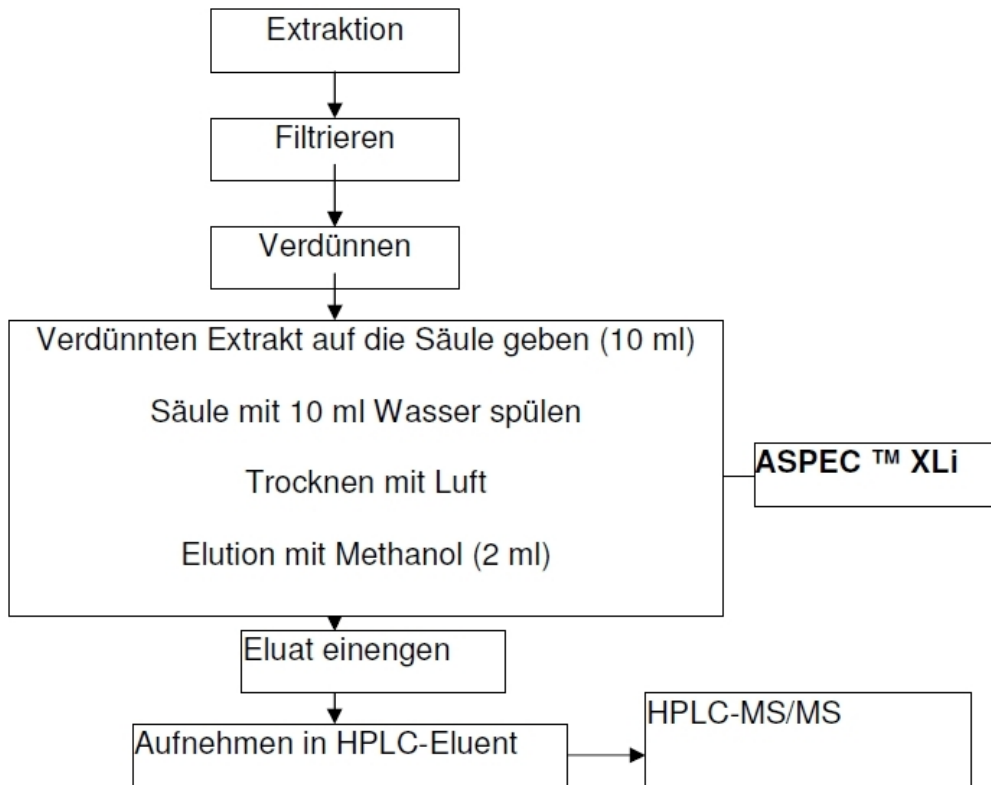 Extraktion
Filtrieren
Verdünnen
Verdünnten Extrakt auf die Säule geben (10 ml)
Säule mit 10 ml Wasser spülen
Trocknen mit Luft
Elution mit Methanol (2 ml)
ASPEC ™ XLi
Eluat einengen
Aufnehmen in HPLC-Eluent
HPLC-MS/MS